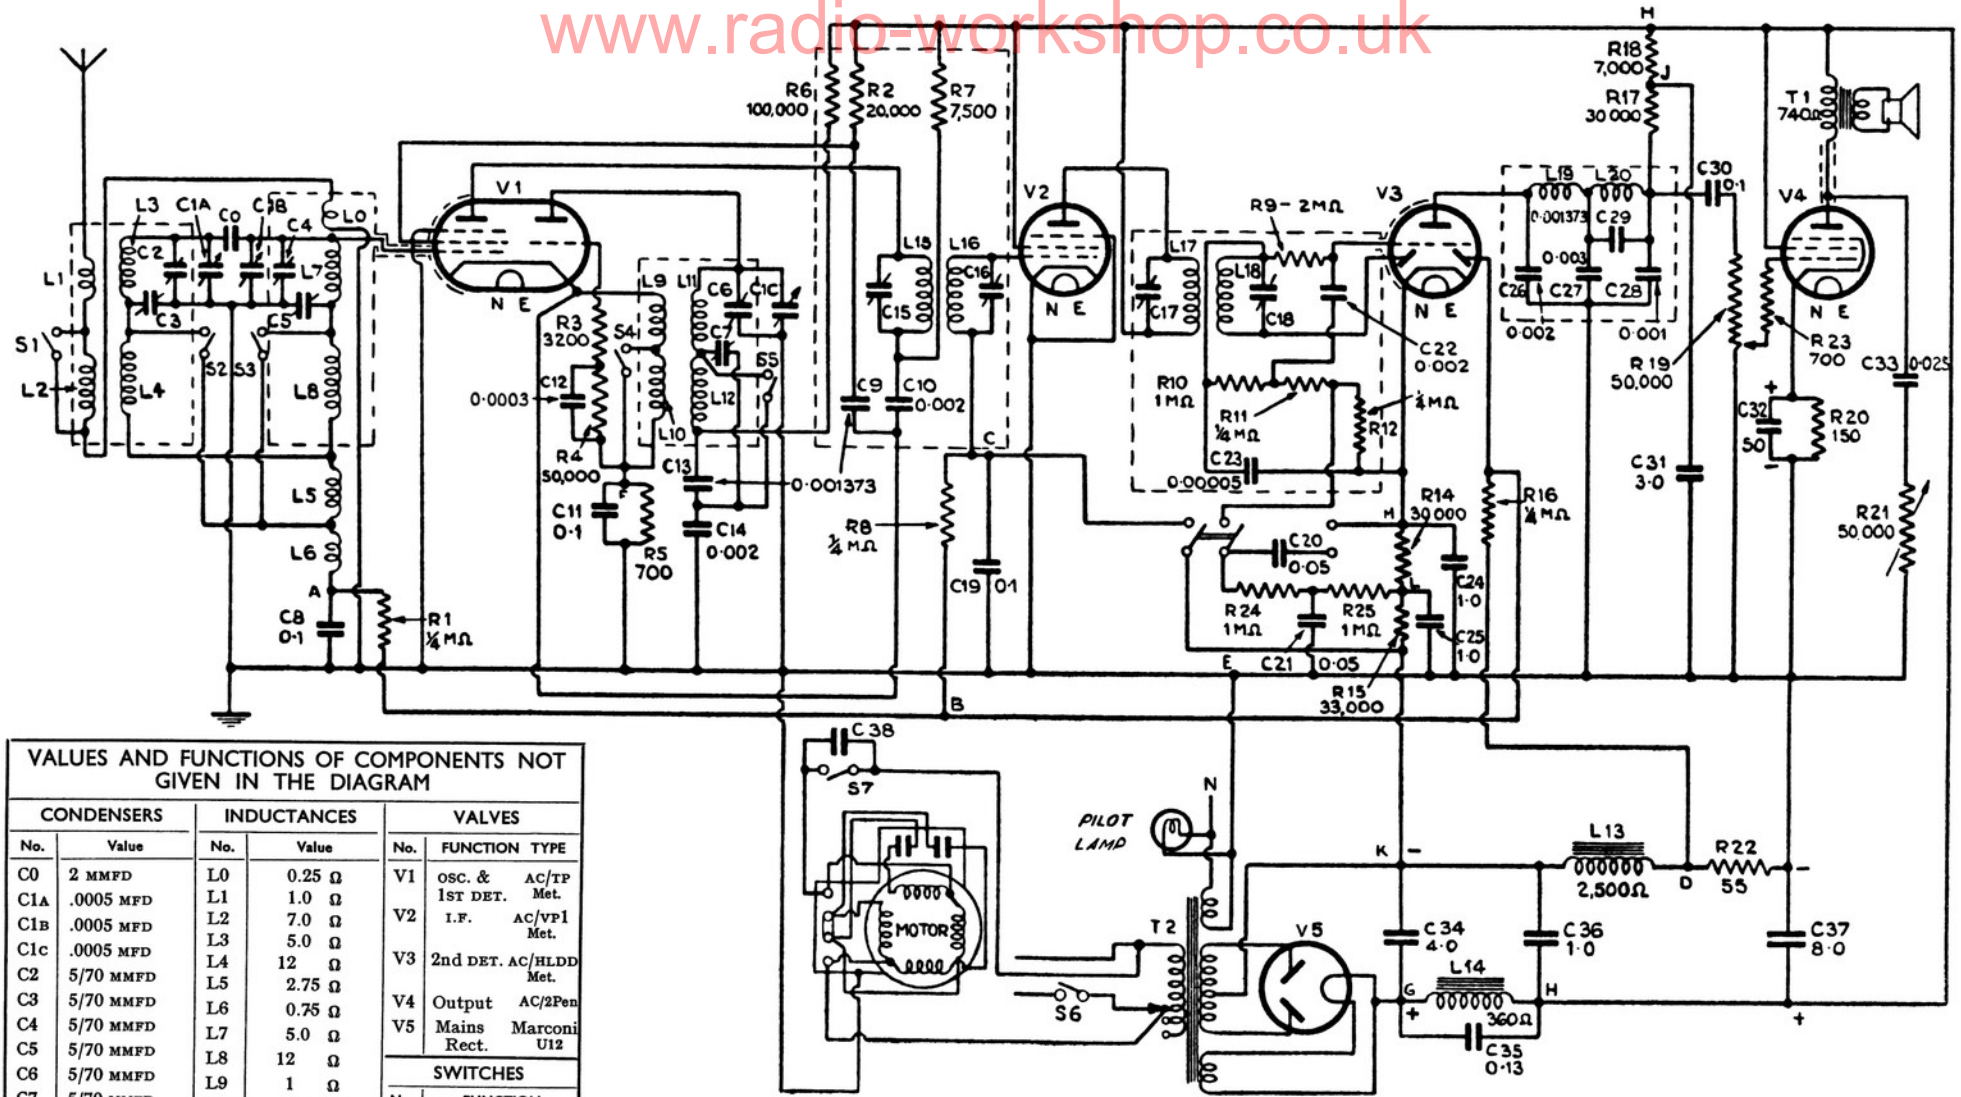 www.radio-workshop.co.uk
H
R18
7,000
J
R17
30000
R6
100,000
R2
20,000
R7
7,500
T1
740Ω
L3
C1A
C0
C1B
C4
L0
V1
V2
R9-2MΩ
V3
L19
L20
C30
0.1
V4
L1
C2
L7
L15
L16
C16
L17
L18
0.001373
C29
0.003
C3
C5
N E
L9
L11
C6
C1C
C15
N E
C17
C18
N E
C26
C27
C28
N E
S1
S2
S3
R3
3200
S4
C7
S5
C22
0.002
0.002
0.001
R23
700
L2
L4
L8
C12
0.0003
L12
C9
C10
0.002
R10
1MΩ
R11
¼MΩ
¼MΩ
R12
R19
50,000
C33
0.025
L10
R4
50,000
C
C32
50
+
-
R20
150
C13
0.001373
C23
0.00005
C31
3.0
L5
F
C11
0.1
R5
700
C14
0.002
R8
¼MΩ
M
R14
30000
R16
¼MΩ
R21
50,000
L6
C20
0.05
A
C19
0.1
C24
1.0
C8
0.1
R1
¼MΩ
R24
1MΩ
R25
1MΩ
L
C25
1.0
E
C21
0.05
R15
33,000
B
C38
S7
N
PILOT
LAMP
K
-
L13
2,500Ω
D
R22
55
-
MOTOR
T2
V5
C34
4.0
C36
1.0
C37
8.0
S6
G
+
L14
360Ω
H
+
C35
0.13
VALUES AND FUNCTIONS OF COMPONENTS NOT
GIVEN IN THE DIAGRAM
CONDENSERS INDUCTANCES VALVES
No. Value No. Value No. FUNCTION TYPE
C0 2 MMFD L0 0.25 Ω V1 OSC. & AC/TP
1ST DET. Met.
C1A .0005 MFD L1 1.0 Ω
C1B .0005 MFD L2 7.0 Ω V2 I.F. AC/VP1
Met.
C1C .0005 MFD L3 5.0 Ω
C2 5/70 MMFD L4 12 Ω V3 2nd DET. AC/HLDD
Met.
C3 5/70 MMFD L5 2.75 Ω
C4 5/70 MMFD L6 0.75 Ω V4 Output AC/2Pen
C5 5/70 MMFD L7 5.0 Ω V5 Mains Marconi
Rect. U12
C6 5/70 MMFD L8 12 Ω
L9 1 Ω
SWITCHES